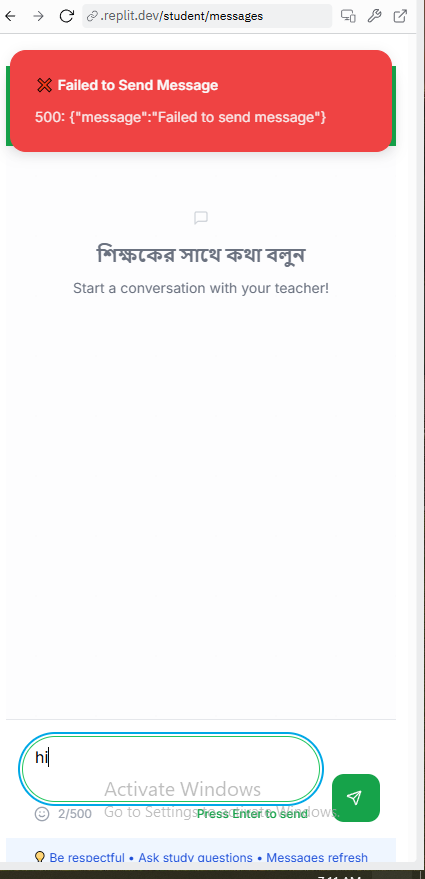 .replit.dev/student/messages
❌ Failed to Send Message
500: {"message":"Failed to send message"}
শিক্ষকের সাথে কথা বলুন
Start a conversation with your teacher!
hi
Activate Windows
Go to Settings to activate Windows.
2/500
Press Enter to send
💡 Be respectful • Ask study questions • Messages refresh